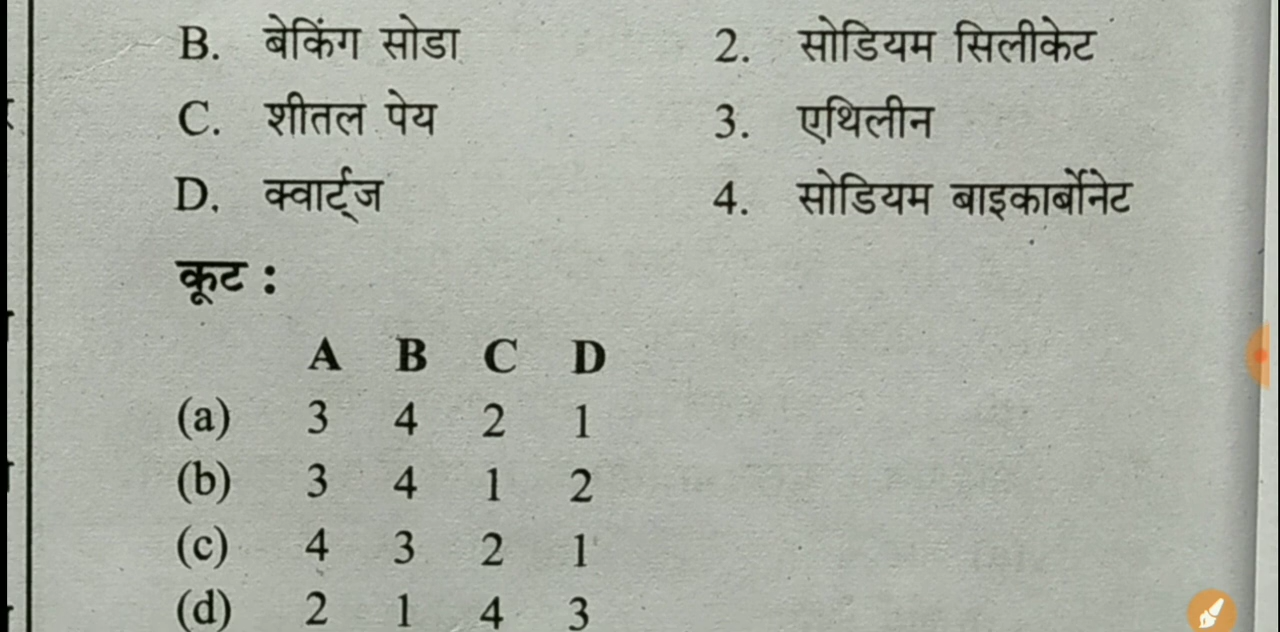 B. बेकिंग सोडा 2. सोडियम सिलीकेट
C. शीतल पेय 3. एथिलीन
D. क्वार्ट्ज 4. सोडियम बाइकार्बोनेट
कूट :
A B C D
(a) 3 4 2 1
(b) 3 4 1 2
(c) 4 3 2 1
(d) 2 1 4 3